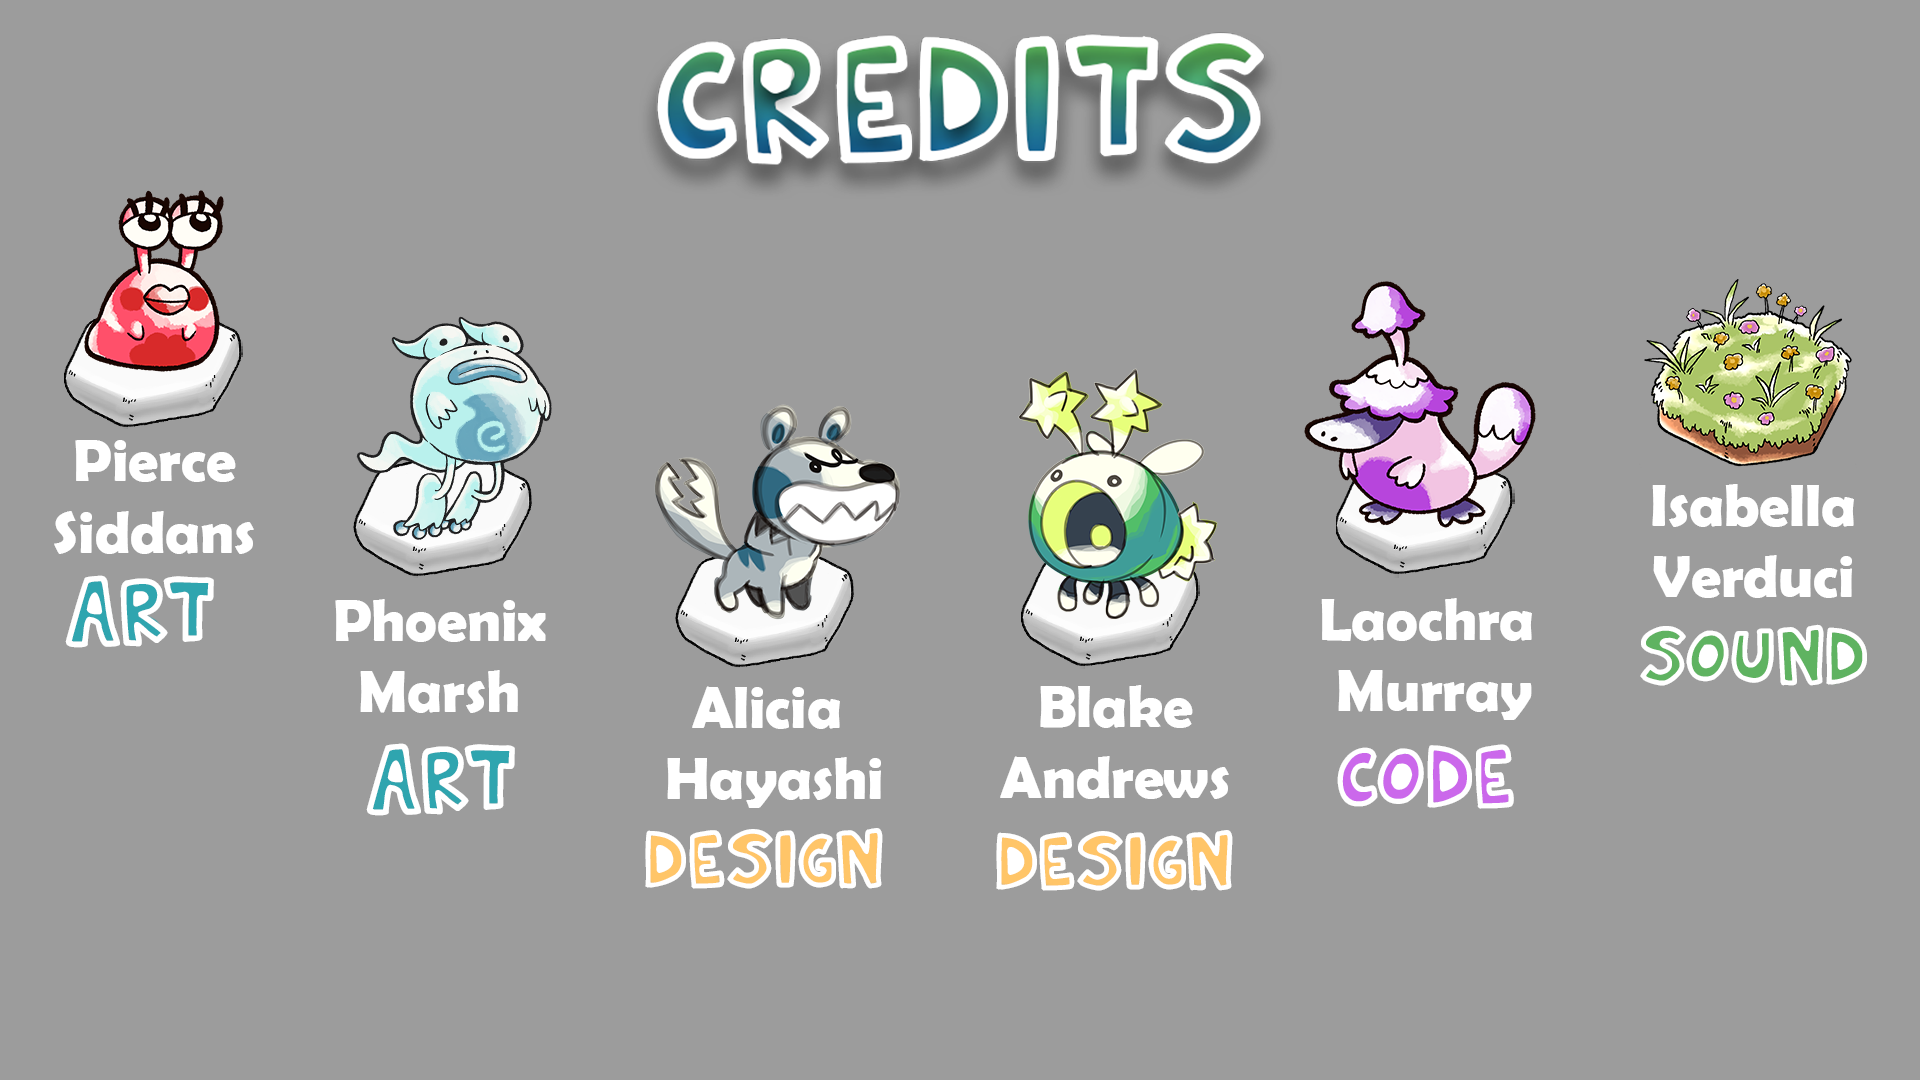 CREDITS
Pierce
Siddans
ART
Phoenix
Marsh
ART
Alicia
Hayashi
DESIGN
Blake
Andrews
DESIGN
Laochra
Murray
CODE
Isabella
Verduci
SOUND